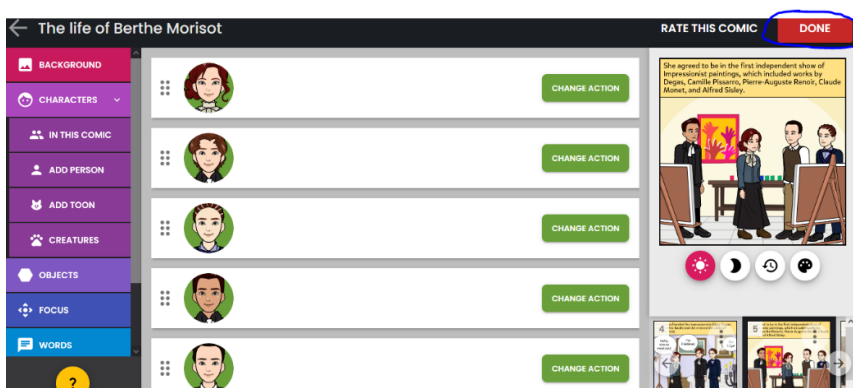 The life of Berthe Morisot
RATE THIS COMIC
DONE
BACKGROUND
CHARACTERS
IN THIS COMIC
ADD PERSON
ADD TOON
CREATURES
OBJECTS
FOCUS
WORDS
?
CHANGE ACTION
CHANGE ACTION
CHANGE ACTION
CHANGE ACTION
CHANGE ACTION
She agreed to be in the first independent show of
Impressionist paintings, which included works by
Degas, Camille Pissarro, Pierre-Auguste Renoir, Claude
Monet, and Alfred Sisley.
4
5